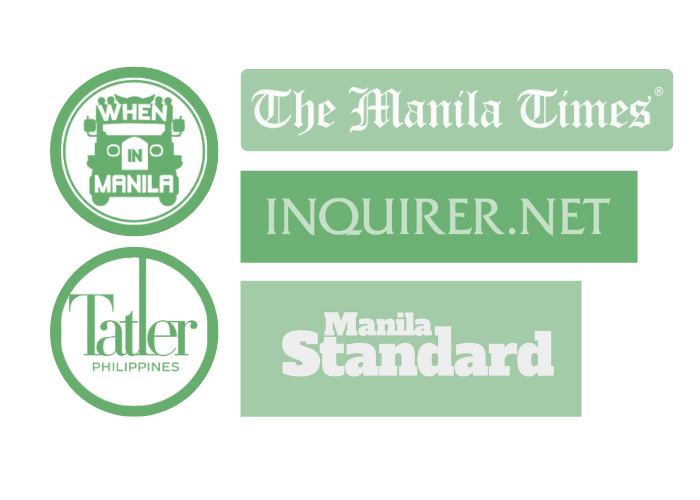 WHEN
IN
MANILA
The Manila Times®
INQUIRER.NET
Tatler
PHILIPPINES
Manila
Standard